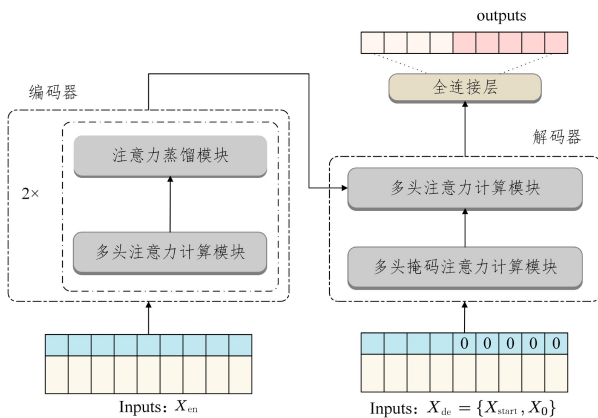 outputs
全连接层
编码器
解码器
2×
注意力蒸馏模块
多头注意力计算模块
多头注意力计算模块
多头掩码注意力计算模块
0 0 0 0 0
Inputs: X_en
Inputs: X_de = {X_start, X_0}